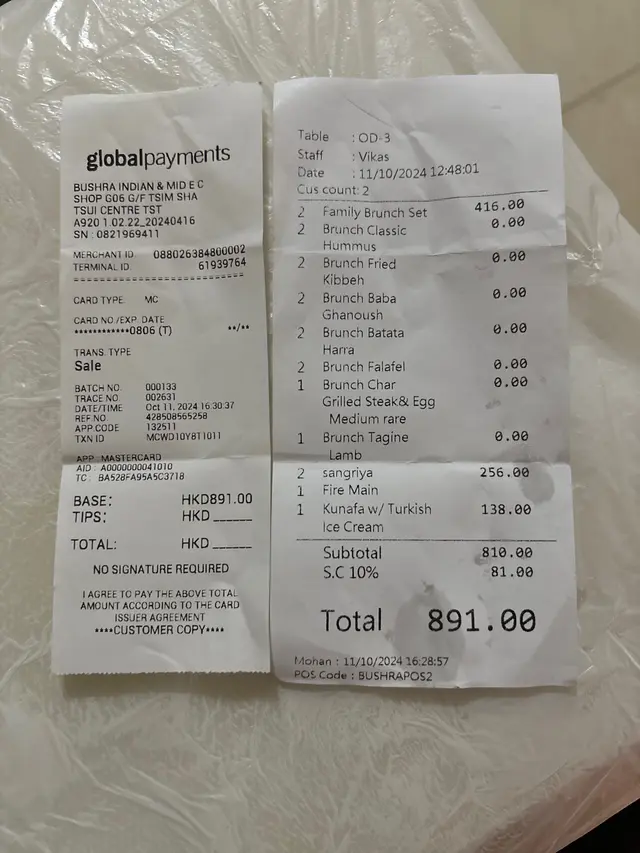 globalpayments
BUSHRA INDIAN & MID E C
SHOP G06 G/F TSIM SHA
TSUI CENTRE TST
A920 1.02.22_20240416
SN : 0821969411
MERCHANT ID. 088026384800002
TERMINAL ID. 61939764
CARD TYPE MC
CARD NO./EXP. DATE
************0806 (T) **/**
TRANS. TYPE
Sale
BATCH NO. 000133
TRACE NO. 002631
DATE/TIME Oct 11, 2024 16:30:37
REF.NO. 428508565258
APP.CODE 132511
TXN ID MCWD10Y8T1011
APP : MASTERCARD
AID : A0000000041010
TC : BA528FA95A5C3718
BASE: HKD891.00
TIPS: HKD ______
TOTAL: HKD ______
NO SIGNATURE REQUIRED
I AGREE TO PAY THE ABOVE TOTAL
AMOUNT ACCORDING TO THE CARD
ISSUER AGREEMENT
****CUSTOMER COPY****
Table : OD-3
Staff : Vikas
Date : 11/10/2024 12:48:01
Cus count: 2
2 Family Brunch Set 416.00
2 Brunch Classic 0.00
Hummus
2 Brunch Fried 0.00
Kibbeh
2 Brunch Baba 0.00
Ghanoush
2 Brunch Batata 0.00
Harra
2 Brunch Falafel 0.00
1 Brunch Char 0.00
Grilled Steak& Egg
Medium rare
1 Brunch Tagine 0.00
Lamb
2 sangriya 256.00
1 Fire Main
1 Kunafa w/ Turkish 138.00
Ice Cream
Subtotal 810.00
S.C 10% 81.00
Total 891.00
Mohan : 11/10/2024 16:28:57
POS Code : BUSHRAPOS2